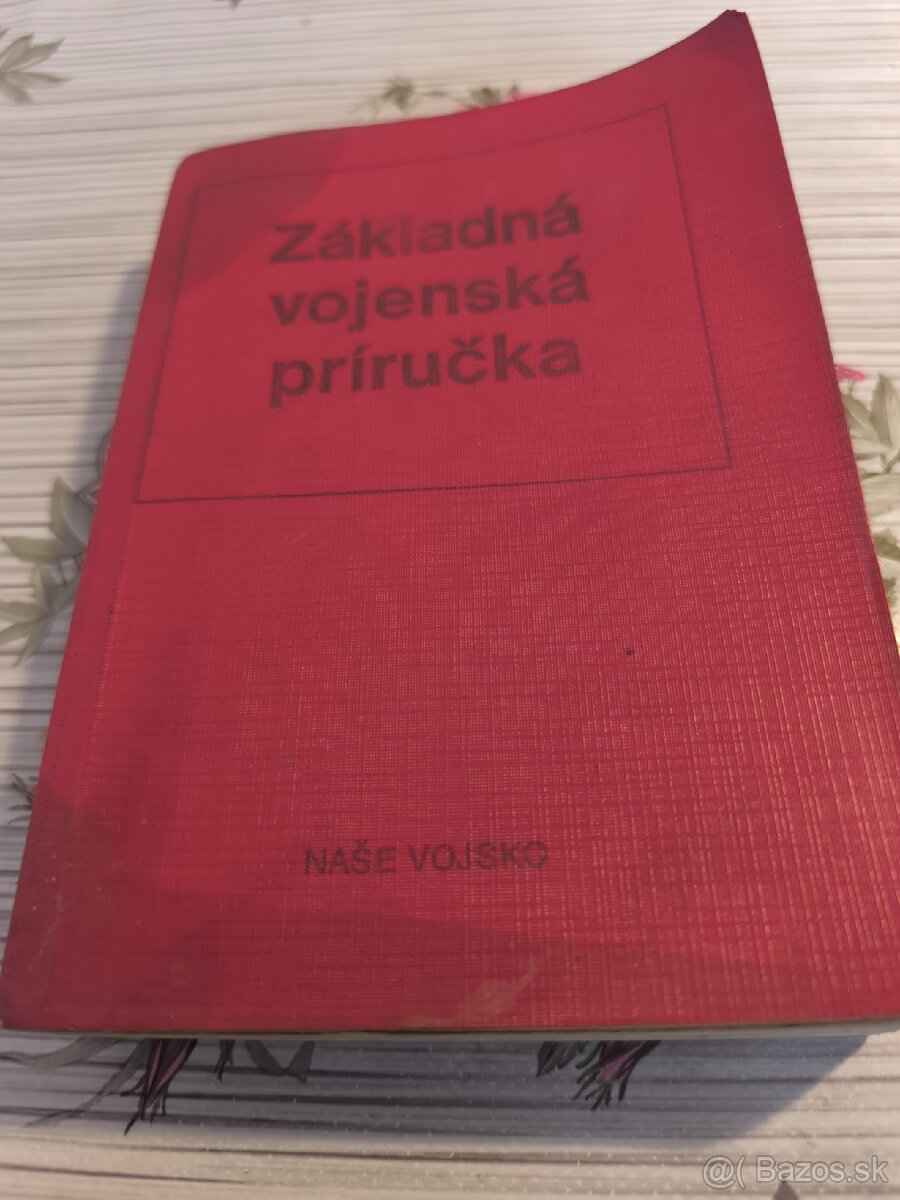 Základná
vojenská
príručka
NAŠE VOJSKO
@( Bazos.sk